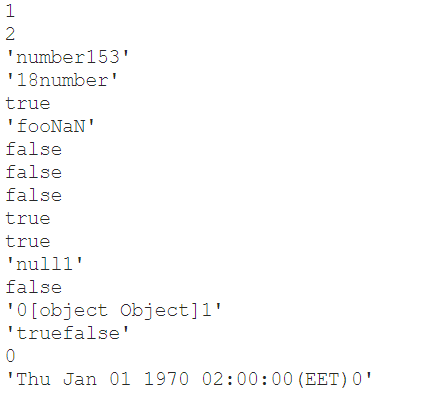 1
2
'number153'
'18number'
true
'fooNaN'
false
false
false
true
true
'null1'
false
'0[object Object]1'
'truefalse'
0
'Thu Jan 01 1970 02:00:00(EET)0'